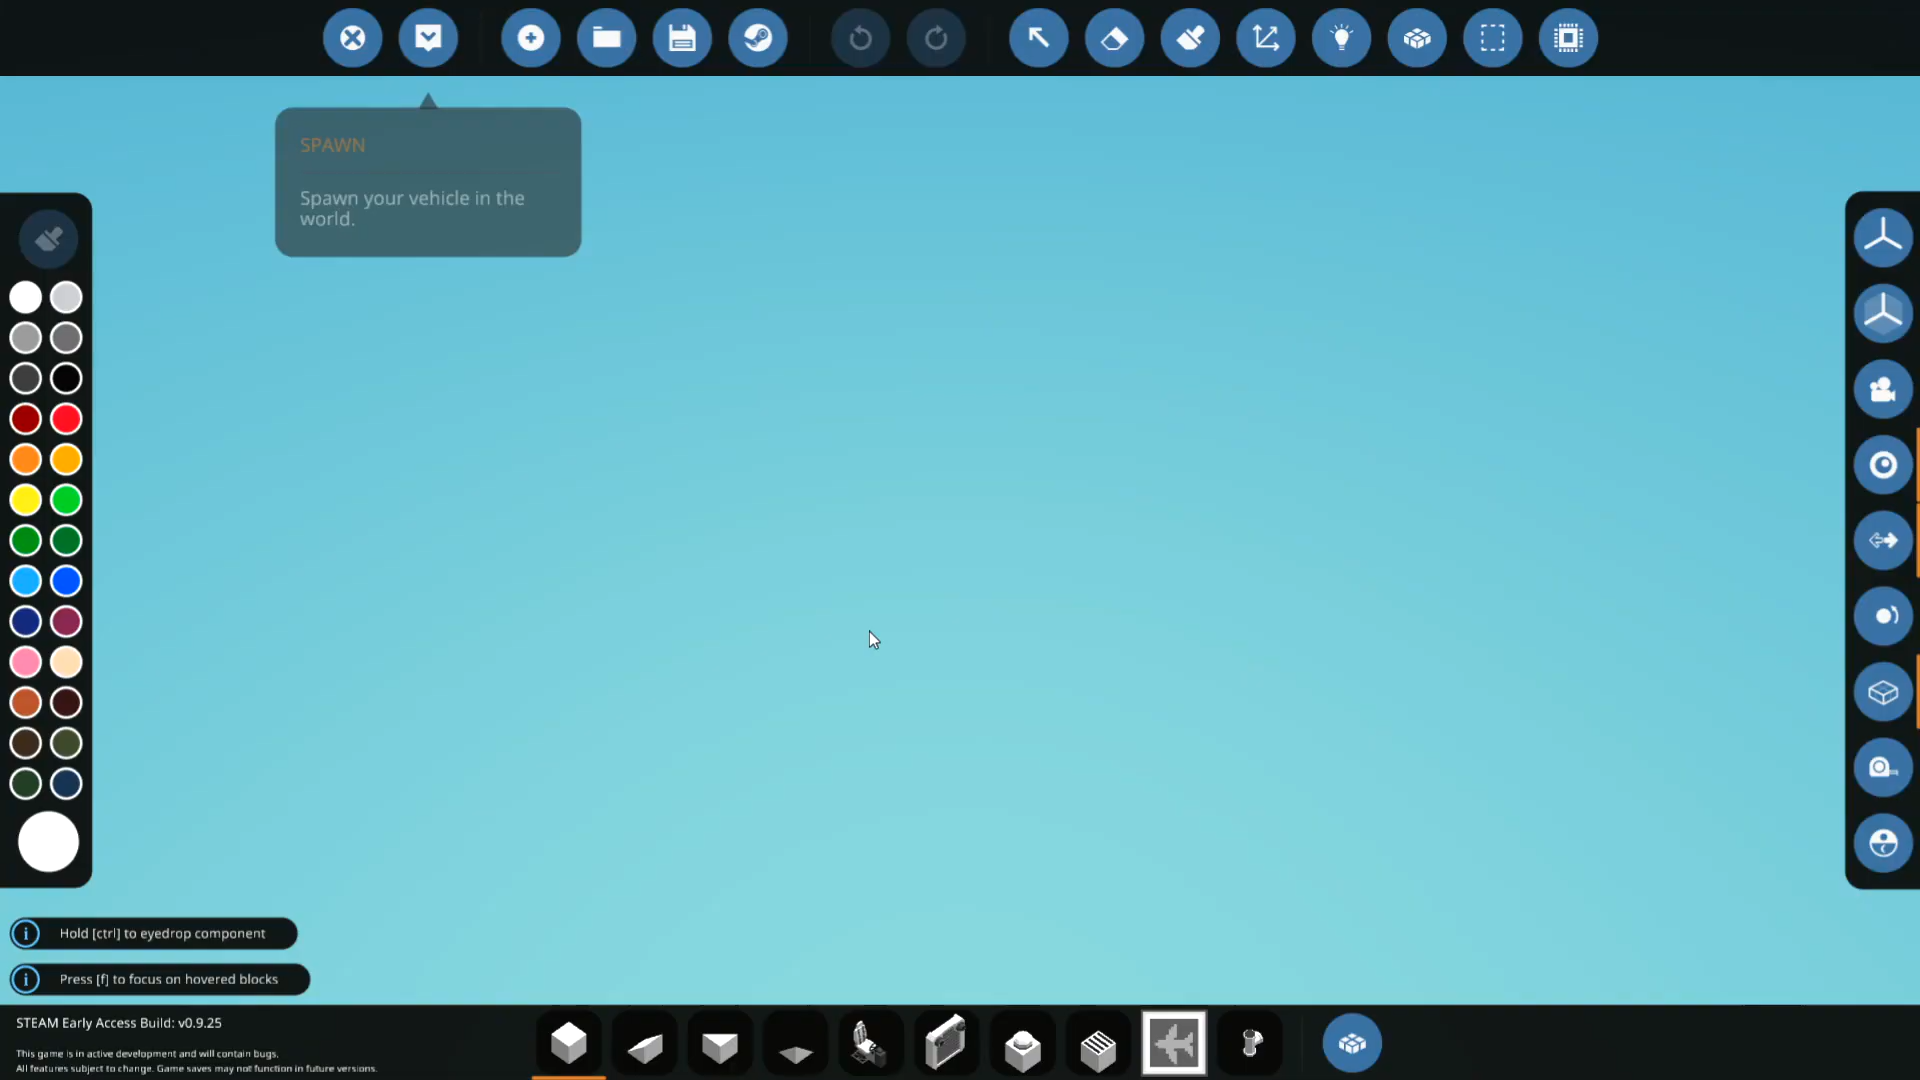 SPAWN
Spawn your vehicle in the
world.
Hold [ctrl] to eyedrop component
Press [f] to focus on hovered blocks
STEAM Early Access Build: v0.9.25
This game is in active development and will contain bugs.
All features subject to change. Game saves may not function in future versions.